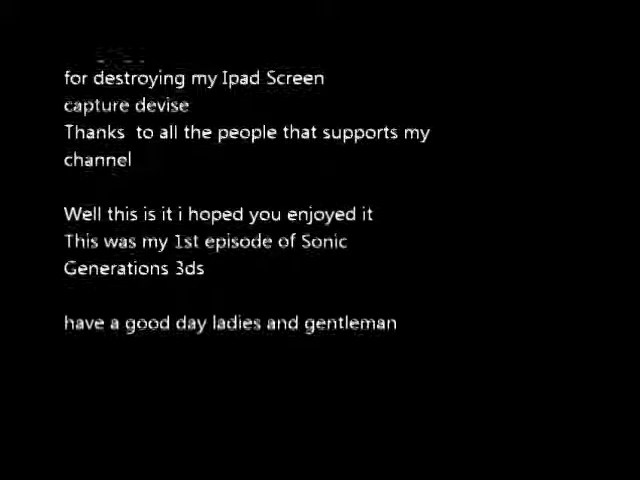 for destroying my Ipad Screen
capture devise
Thanks  to all the people that supports my
channel
Well this is it i hoped you enjoyed it
This was my 1st episode of Sonic
Generations 3ds
have a good day ladies and gentleman